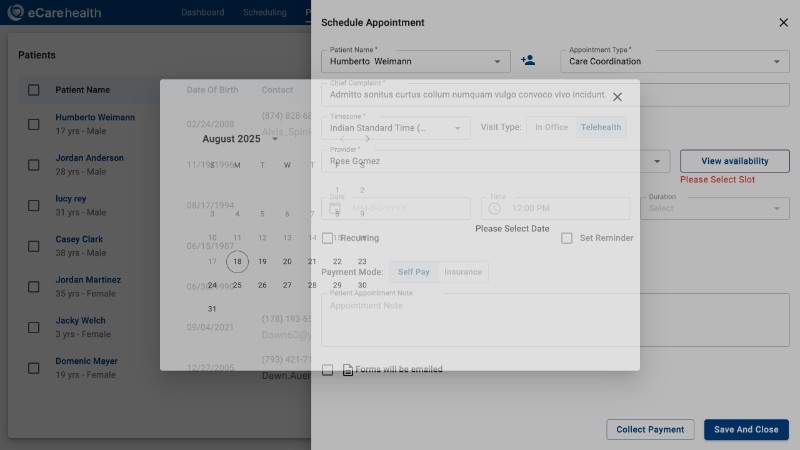 eCarehealth
Dashboard
Scheduling
P
Schedule Appointment
Patients
Patient Name
Date Of Birth
Contact
Humberto Weimann
17 yrs - Male
02/24/2008
(874) 828-6
Jordan Anderson
28 yrs - Male
lucy rey
31 yrs - Male
08/17/1994
Casey Clark
38 yrs - Male
06/15/1987
Jordan Martinez
35 yrs - Female
Jacky Welch
3 yrs - Female
09/04/2021
(178) 193-6
Dawn60@y
Domenic Mayer
19 yrs - Female
12/27/2005
(793) 421-71
Dawn.Auer
Patient Name *
Humberto Weimann
Appointment Type *
Care Coordination
Chief Complaint *
Admitto sonitus curtus collum numquam vulgo convoco vivo incidunt.
Timezone *
Indian Standard Time (...
Visit Type:
In Office
Telehealth
Provider *
Rose Gomez
View availability
Please Select Slot
Date
MM-DD-YYYY
Time
12:00 PM
Duration
Select
Please Select Date
Recurring
Set Reminder
Payment Mode:
Self Pay
Insurance
Patient Appointment Note
Appointment Note
Forms will be emailed
Collect Payment
Save And Close
August 2025
S M T W T F S
1 2
3 4 5 6 7 8 9
10 11 12 13 14 15 16
17 18 19 20 21 22 23
24 25 26 27 28 29 30
31